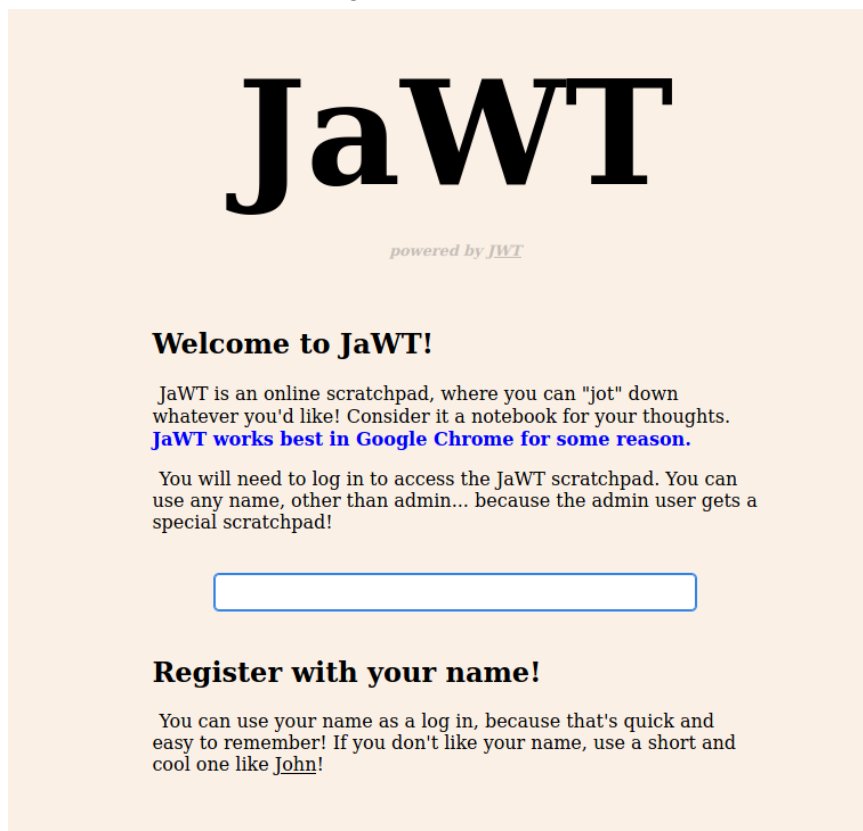 JaWT
powered by JWT
Welcome to JaWT!
JaWT is an online scratchpad, where you can "jot" down
whatever you'd like! Consider it a notebook for your thoughts.
JaWT works best in Google Chrome for some reason.
You will need to log in to access the JaWT scratchpad. You can
use any name, other than admin... because the admin user gets a
special scratchpad!
Register with your name!
You can use your name as a log in, because that's quick and
easy to remember! If you don't like your name, use a short and
cool one like John!